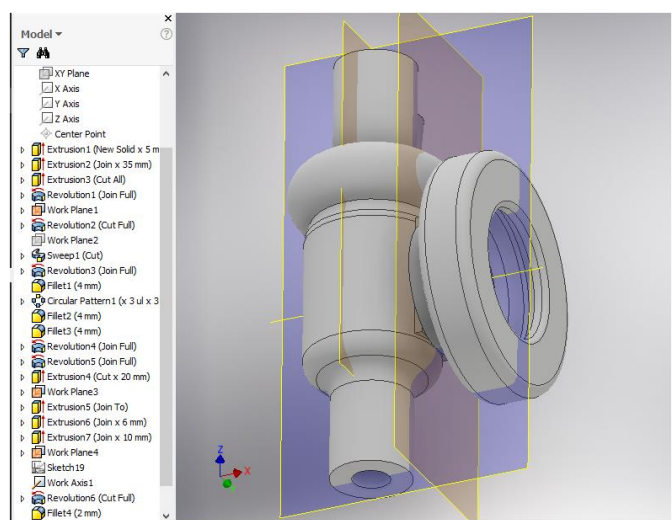 Model
XY Plane
X Axis
Y Axis
Z Axis
Center Point
Extrusion1 (New Solid x 5 m
Extrusion2 (Join x 35 mm)
Extrusion3 (Cut All)
Revolution1 (Join Full)
Work Plane1
Revolution2 (Cut Full)
Work Plane2
Sweep1 (Cut)
Revolution3 (Join Full)
Fillet1 (4 mm)
Circular Pattern1 (x 3 ul x 3
Fillet2 (4 mm)
Fillet3 (4 mm)
Revolution4 (Join Full)
Revolution5 (Join Full)
Extrusion4 (Cut x 20 mm)
Work Plane3
Extrusion5 (Join To)
Extrusion6 (Join x 6 mm)
Extrusion7 (Join x 10 mm)
Work Plane4
Sketch19
Work Axis1
Revolution6 (Cut Full)
Fillet4 (2 mm)
Z
X